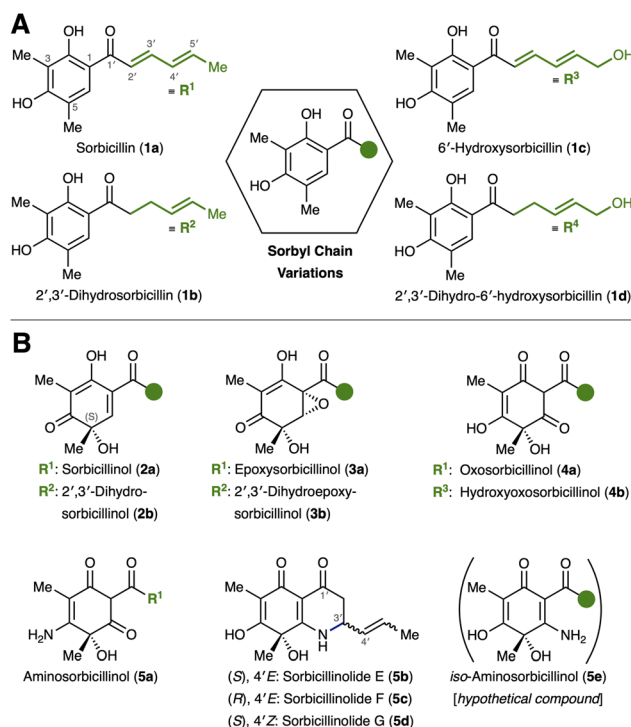 A
OH
O
Me
3
1
1′
3′
5′
2′
4′
Me
HO
5
Me
≡ R1
Sorbicillin (1a)
OH
O
Me
HO
Me
OH
≡ R3
6′-Hydroxysorbicillin (1c)
OH
O
Me
HO
Me
Sorbyl Chain
Variations
OH
O
Me
HO
Me
Me
≡ R2
2′,3′-Dihydrosorbicillin (1b)
OH
O
Me
HO
Me
OH
≡ R4
2′,3′-Dihydro-6′-hydroxysorbicillin (1d)
B
OH
O
Me
O
(S)
Me
OH
R1: Sorbicillinol (2a)
R2: 2′,3′-Dihydro-
sorbicillinol (2b)
OH
O
Me
O
O
Me
OH
R1: Epoxysorbicillinol (3a)
R2: 2′,3′-Dihydroepoxy-
sorbicillinol (3b)
O
O
Me
HO
O
Me
OH
R1: Oxosorbicillinol (4a)
R3: Hydroxyoxosorbicillinol (4b)
O
O
Me
R1
H2N
O
Me
OH
Aminosorbicillinol (5a)
O
O
Me
1′
3′
HO
N
H
4′
Me
Me
OH
(S), 4′E: Sorbicillinolide E (5b)
(R), 4′E: Sorbicillinolide F (5c)
(S), 4′Z: Sorbicillinolide G (5d)
O
O
Me
HO
NH2
Me
OH
iso-Aminosorbicillinol (5e)
[hypothetical compound]